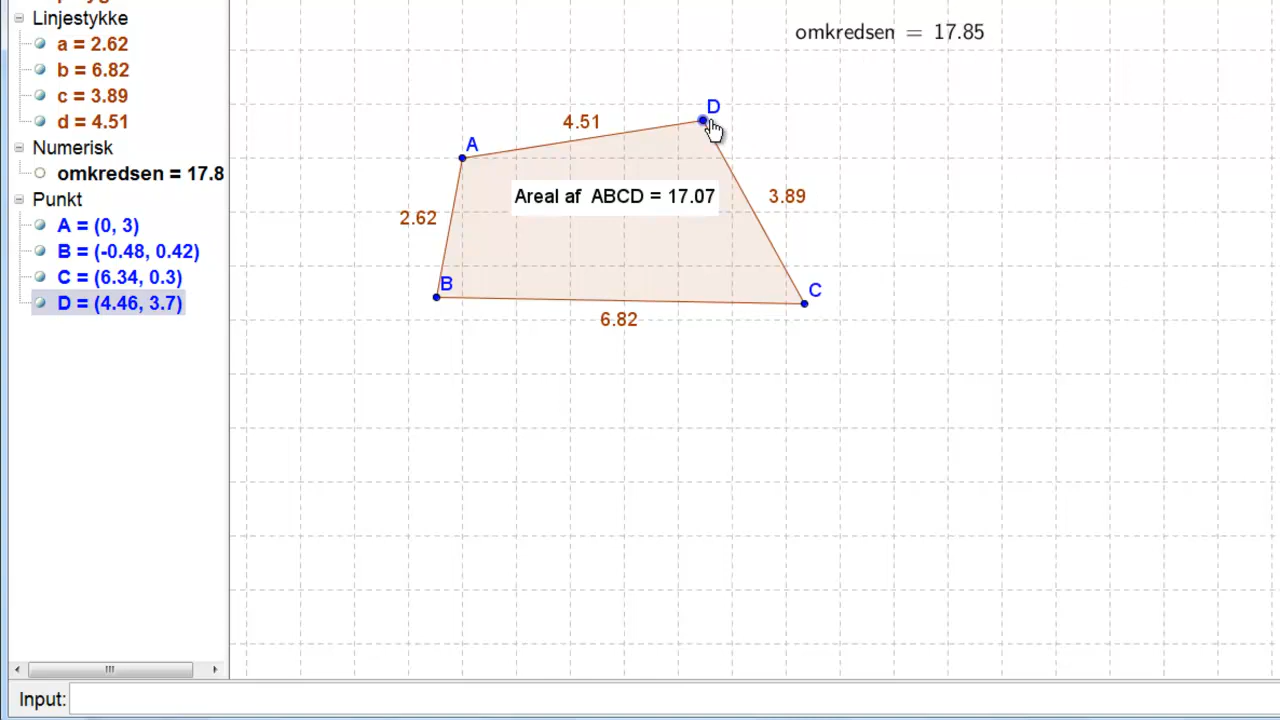 Linjestykke
a = 2.62
b = 6.82
c = 3.89
d = 4.51
Numerisk
omkredsen = 17.8
Punkt
A = (0, 3)
B = (-0.48, 0.42)
C = (6.34, 0.3)
D = (4.46, 3.7)
omkredsen = 17.85
D
4.51
A
Areal af ABCD = 17.07
3.89
2.62
B
C
6.82
Input: